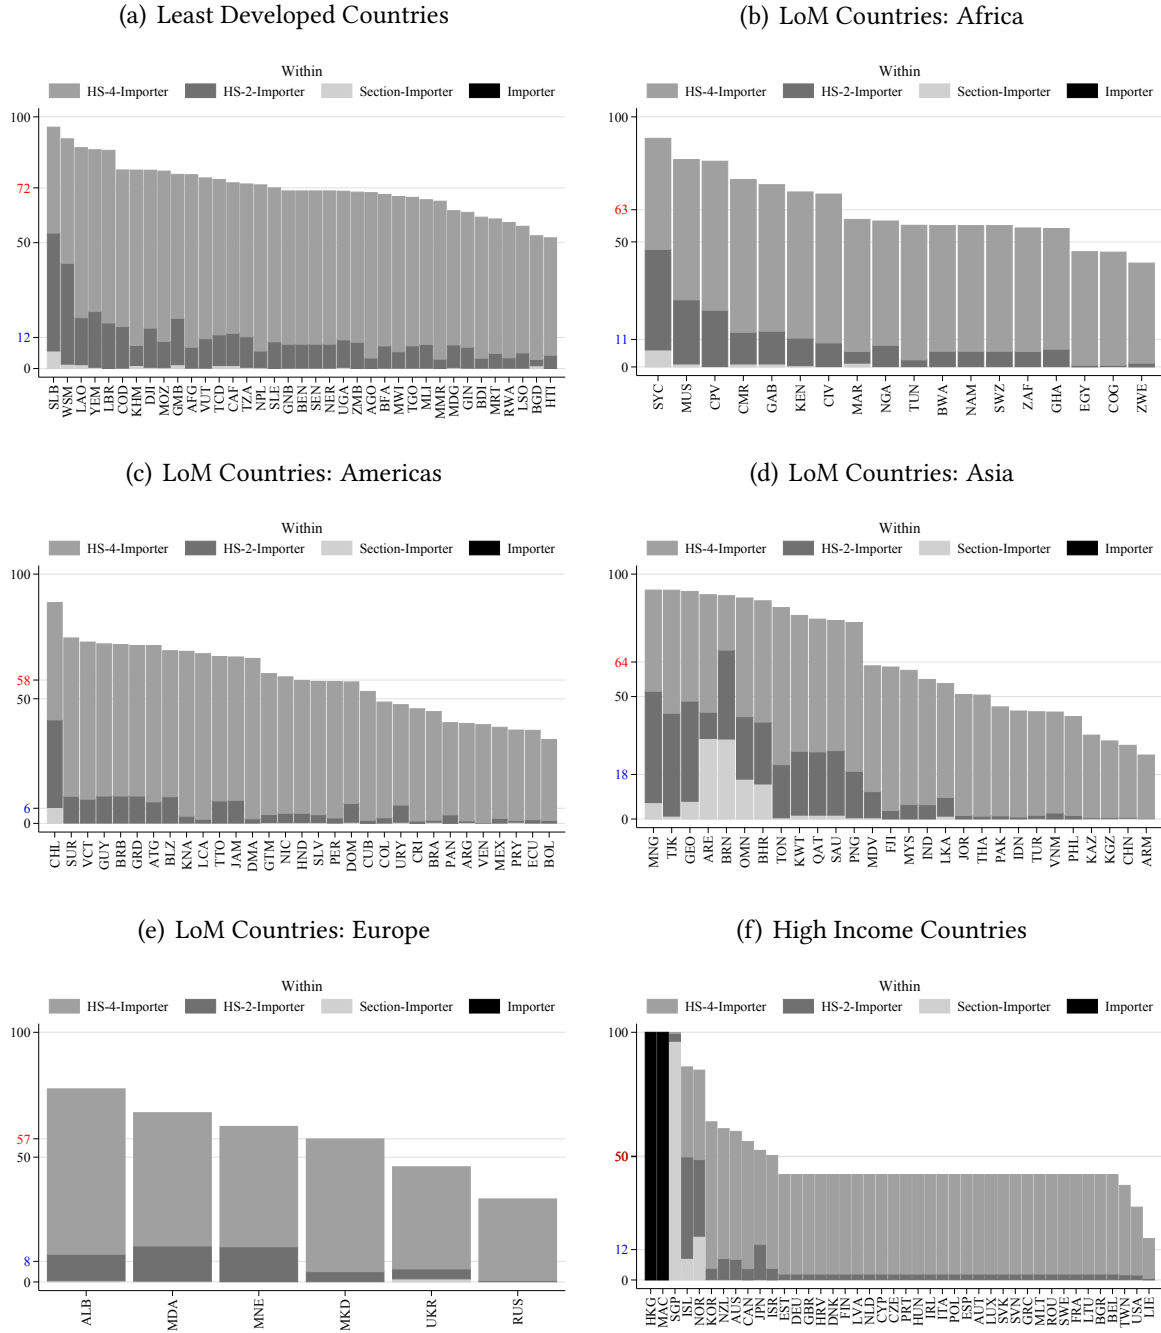 (a) Least Developed Countries
Within
HS-4-Importer HS-2-Importer Section-Importer Importer
100
72
50
12
0
SLB WSM LAO YEM LBR COD KHM DJI MOZ GMB AFG VUT TCD CAF TZA NPL SLE GNB BEN SEN NER UGA ZMB AGO BFA MWI TGO MLI MMR MDG GIN BDI MRT RWA LSO BGD HTI
(b) LoM Countries: Africa
Within
HS-4-Importer HS-2-Importer Section-Importer Importer
100
63
50
11
0
SYC MUS CPV CMR GAB KEN CIV MAR NGA TUN BWA NAM SWZ ZAF GHA EGY COG ZWE
(c) LoM Countries: Americas
Within
HS-4-Importer HS-2-Importer Section-Importer Importer
100
58
50
6
0
CHL SUR VCT GUY BRB GRD ATG BLZ KNA LCA TTO JAM DMA GTM NIC HND SLV PER DOM CUB COL URY CRI BRA PAN ARG VEN MEX PRY ECU BOL
(d) LoM Countries: Asia
Within
HS-4-Importer HS-2-Importer Section-Importer Importer
100
64
50
18
0
MNG TJK GEO ARE BRN OMN BHR TON KWT QAT SAU PNG MDV FJI MYS IND LKA JOR THA PAK IDN TUR VNM PHL KAZ KGZ CHN ARM
(e) LoM Countries: Europe
Within
HS-4-Importer HS-2-Importer Section-Importer Importer
100
57
50
8
0
ALB MDA MNE MKD UKR RUS
(f) High Income Countries
Within
HS-4-Importer HS-2-Importer Section-Importer Importer
100
50
12
0
HKG MAC SGP ISL NOR KOR NZL AUS CAN JPN ISR EST DEU GBR HRV DNK FIN LVA NLD CYP CZE PRT HUN IRL ITA POL ESP AUT LUX SVK SVN GRC MLT ROU SWE FRA LTU BGR BEL TWN USA LIE